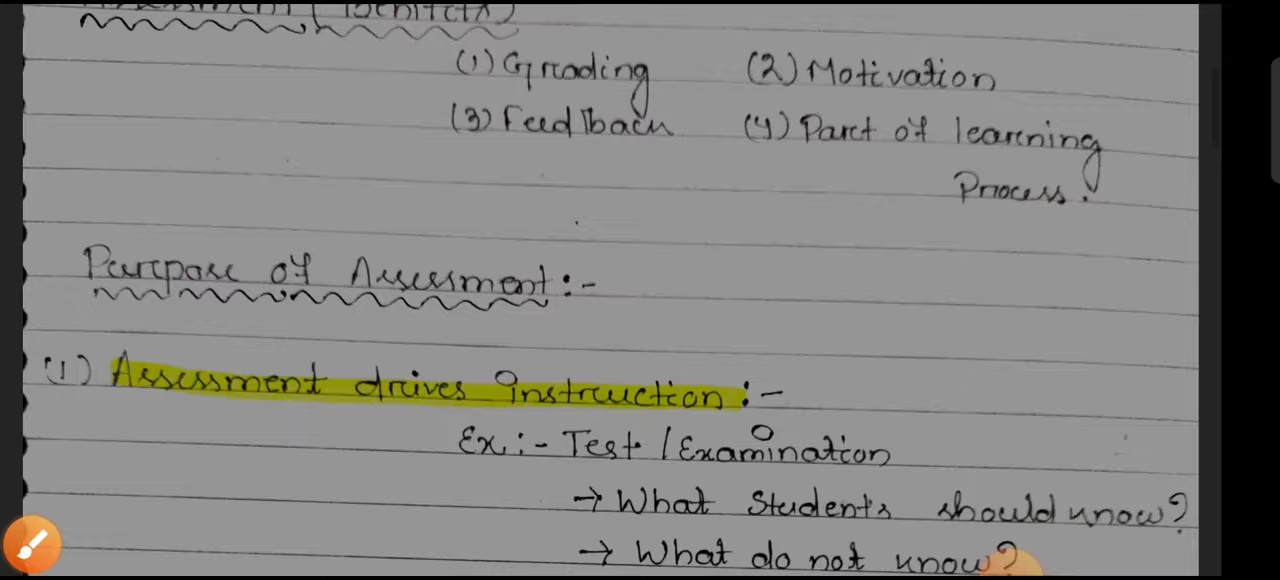 (1) Grading (2) Motivation
(3) Feedback (4) Part of learning
Process.
Purpose of Assessment :-
(1) Assessment drives instruction :-
Ex :- Test / Examination
→ What Students should know?
→ What do not know?